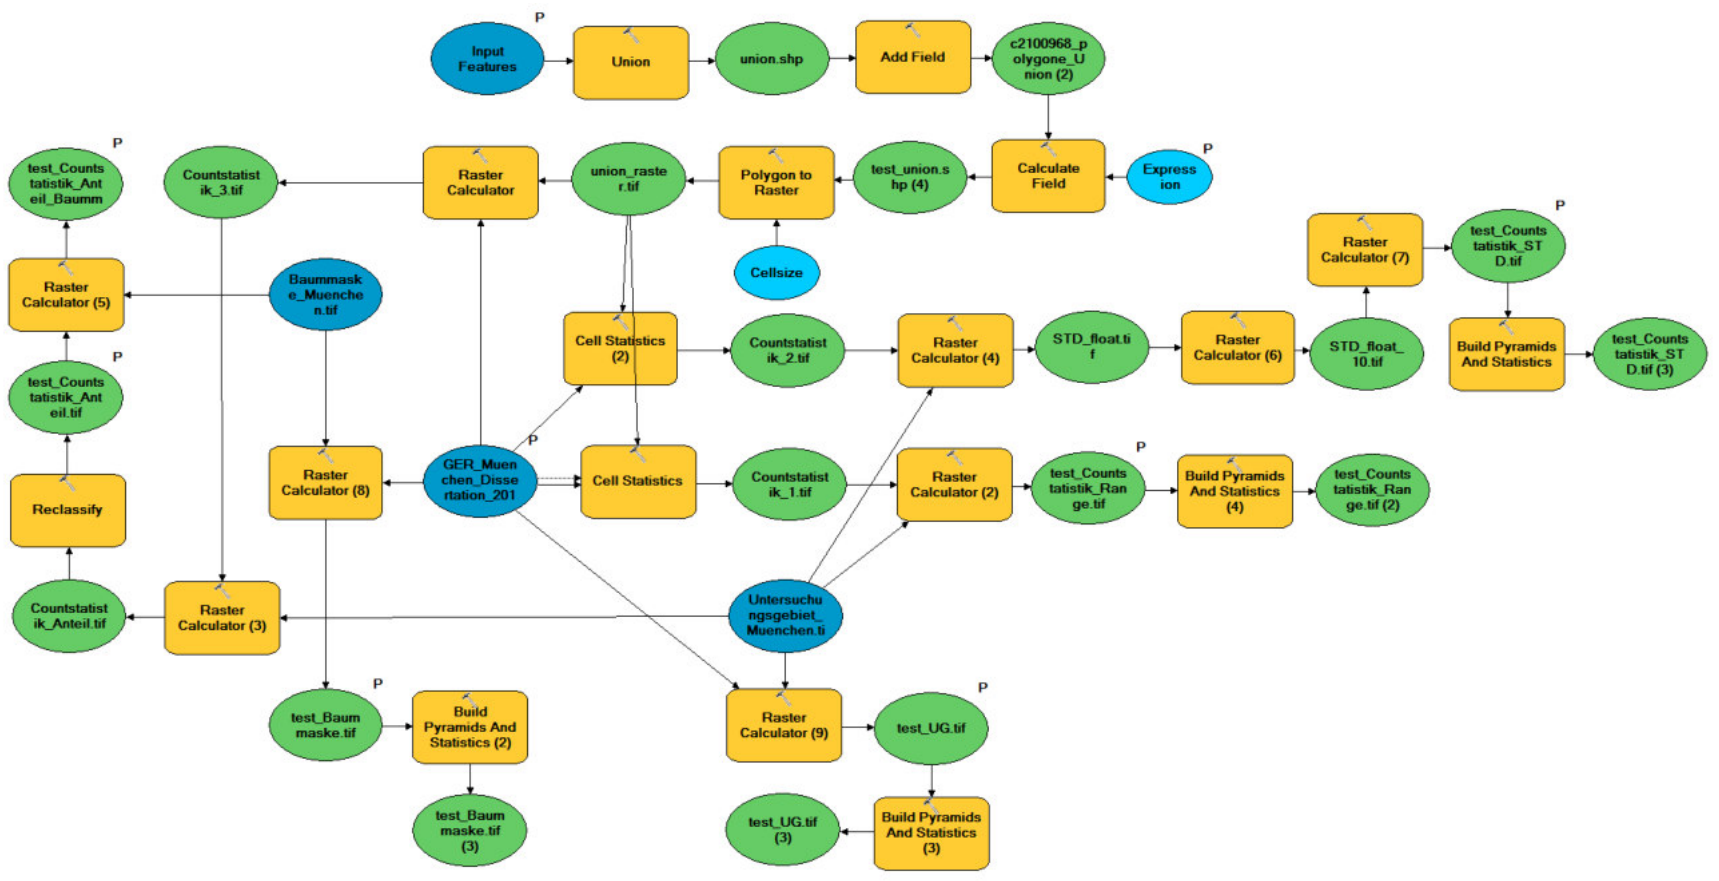 P
Input
Features
Union
union.shp
Add Field
c2100968_p
olygone_U
nion (2)
P
test_Counts
tatistik_Ant
eil_Baumm
Countstatist
ik_3.tif
Raster
Calculator
union_raste
r.tif
Polygon to
Raster
test_union.s
hp (4)
Calculate
Field
P
Express
ion
Cellsize
Raster
Calculator (5)
Baummask
e_Muenche
n.tif
Raster
Calculator (7)
P
test_Counts
tatistik_ST
D.tif
P
test_Counts
tatistik_Ant
eil.tif
Cell Statistics
(2)
Countstatist
ik_2.tif
Raster
Calculator (4)
STD_float.ti
f
Raster
Calculator (6)
STD_float_
10.tif
Build Pyramids
And Statistics
test_Counts
tatistik_ST
D.tif (3)
Reclassify
Raster
Calculator (8)
P
GER_Muen
chen_Disse
rtation_201
Cell Statistics
Countstatist
ik_1.tif
Raster
Calculator (2)
P
test_Counts
tatistik_Ran
ge.tif
Build Pyramids
And Statistics
(4)
test_Counts
tatistik_Ran
ge.tif (2)
Countstatist
ik_Anteil.tif
Raster
Calculator (3)
Untersuchu
ngsgebiet_
Muenchen.ti
P
test_Baum
maske.tif
Build
Pyramids And
Statistics (2)
Raster
Calculator (9)
P
test_UG.tif
test_Baum
maske.tif
(3)
test_UG.tif
(3)
Build Pyramids
And Statistics
(3)